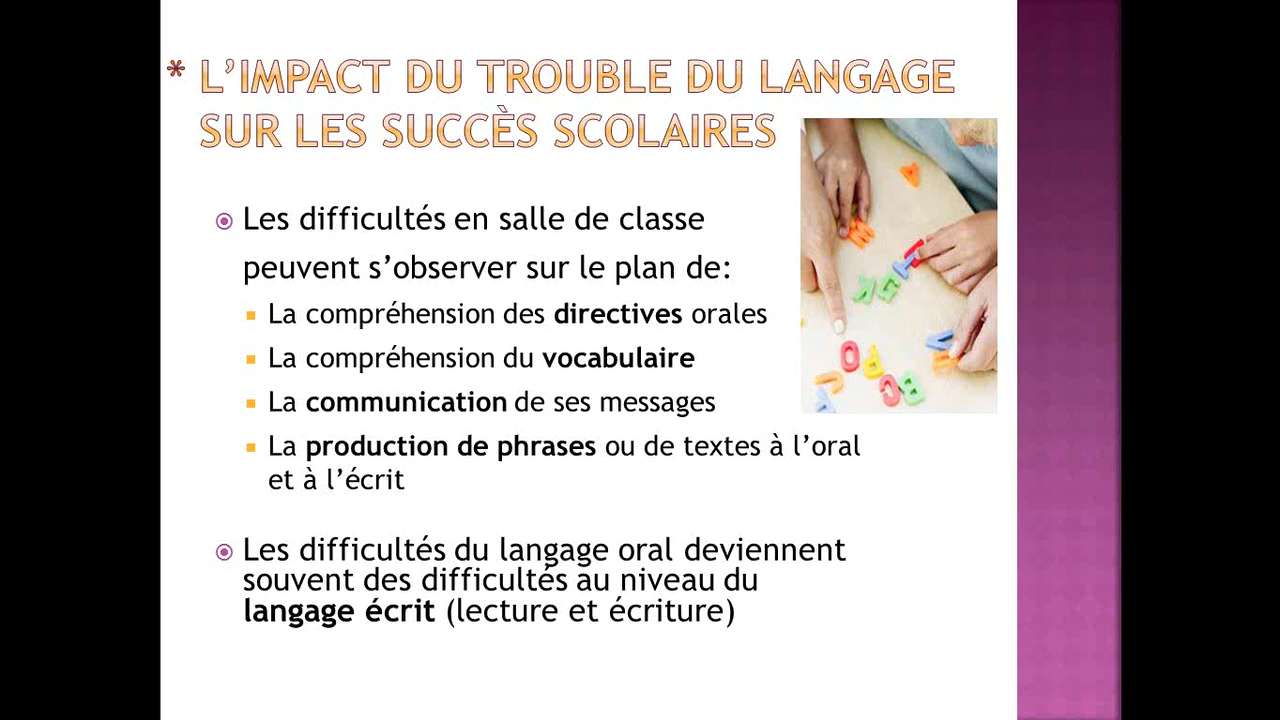 * L'IMPACT DU TROUBLE DU LANGAGE
SUR LES SUCCÈS SCOLAIRES
Les difficultés en salle de classe
peuvent s'observer sur le plan de:
La compréhension des directives orales
La compréhension du vocabulaire
La communication de ses messages
La production de phrases ou de textes à l'oral
et à l'écrit
Les difficultés du langage oral deviennent
souvent des difficultés au niveau du
langage écrit (lecture et écriture)